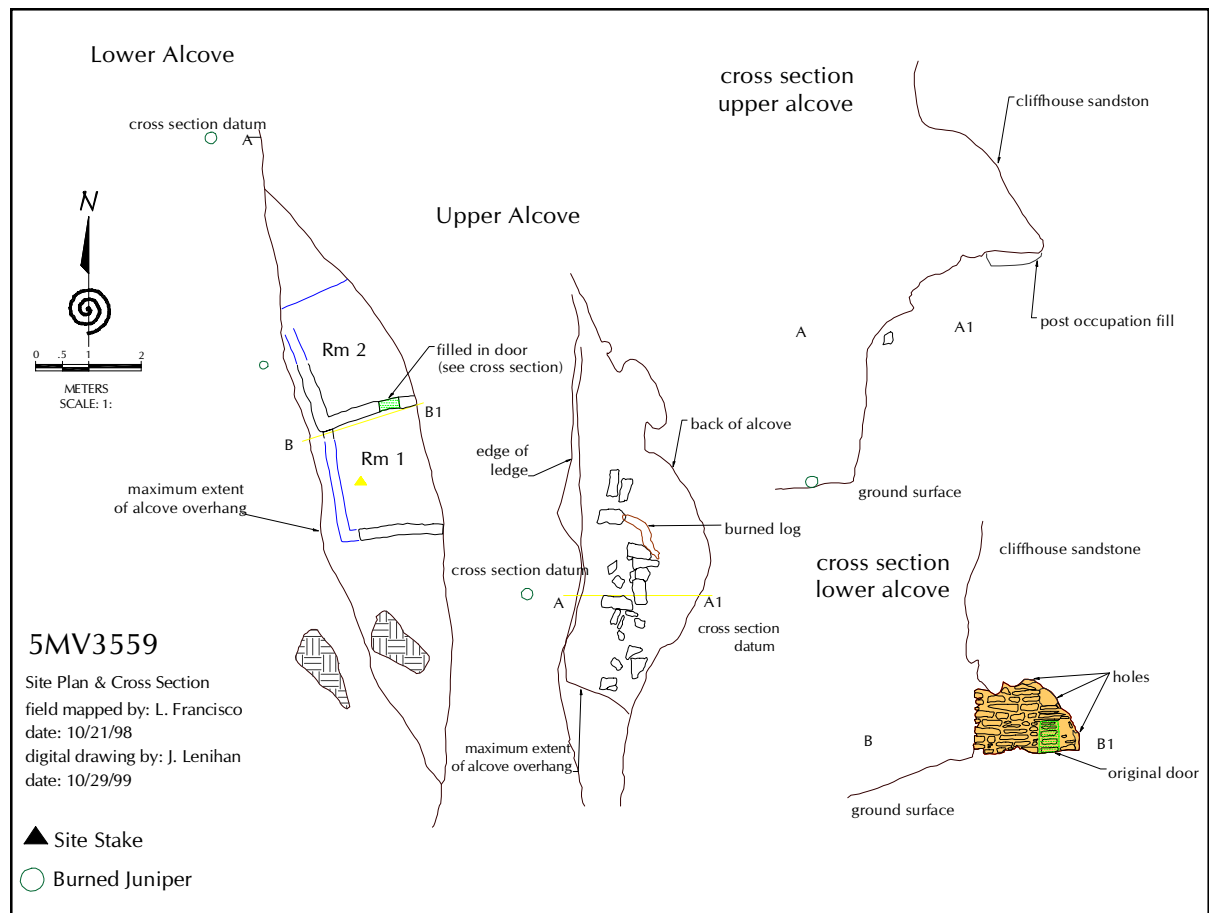 Lower Alcove
cross section datum
A
N
0 .5 1 2
METERS
SCALE: 1:
Rm 2
filled in door
(see cross section)
B1
B
Rm 1
maximum extent
of alcove overhang
Upper Alcove
back of alcove
edge of
ledge
burned log
cross section datum
A
A1
cross section
datum
maximum extent
of alcove overhang
cross section
upper alcove
cliffhouse sandston
A
A1
post occupation fill
ground surface
cross section
lower alcove
cliffhouse sandstone
holes
B
B1
original door
ground surface
5MV3559
Site Plan & Cross Section
field mapped by: L. Francisco
date: 10/21/98
digital drawing by: J. Lenihan
date: 10/29/99
Site Stake
Burned Juniper